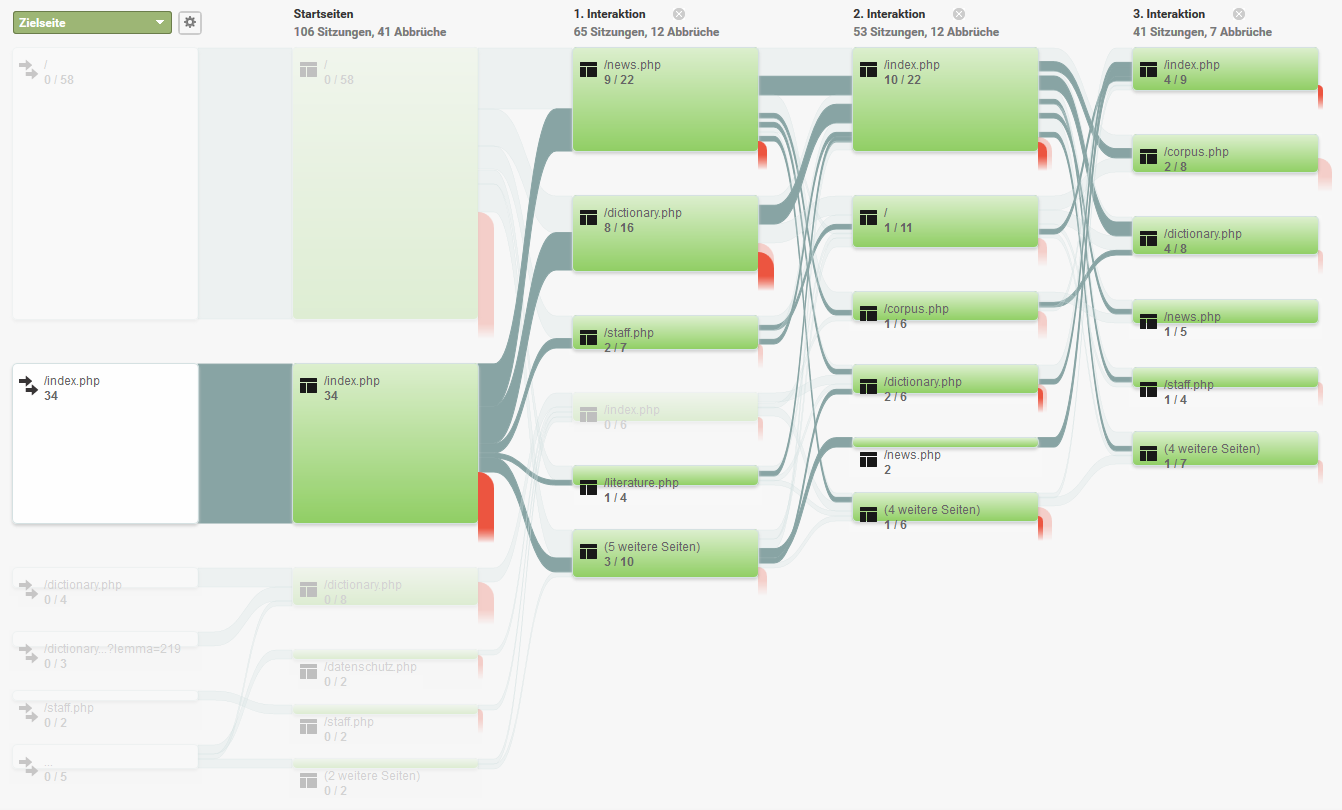 Zielseite
Startseiten
106 Sitzungen, 41 Abbrüche
1. Interaktion
65 Sitzungen, 12 Abbrüche
2. Interaktion
53 Sitzungen, 12 Abbrüche
3. Interaktion
41 Sitzungen, 7 Abbrüche
/
0 / 58
/index.php
34
/dictionary.php
0 / 4
/dictionary...?lemma=219
0 / 3
/staff.php
0 / 2
...
0 / 5
/
0 / 58
/index.php
34
/dictionary.php
0 / 8
/datenschutz.php
0 / 2
/staff.php
0 / 2
(2 weitere Seiten)
0 / 2
/news.php
9 / 22
/dictionary.php
8 / 16
/staff.php
2 / 7
/index.php
0 / 6
/literature.php
1 / 4
(5 weitere Seiten)
3 / 10
/index.php
10 / 22
/
1 / 11
/corpus.php
1 / 6
/dictionary.php
2 / 6
/news.php
2
(4 weitere Seiten)
1 / 6
/index.php
4 / 9
/corpus.php
2 / 8
/dictionary.php
4 / 8
/news.php
1 / 5
/staff.php
1 / 4
(4 weitere Seiten)
1 / 7